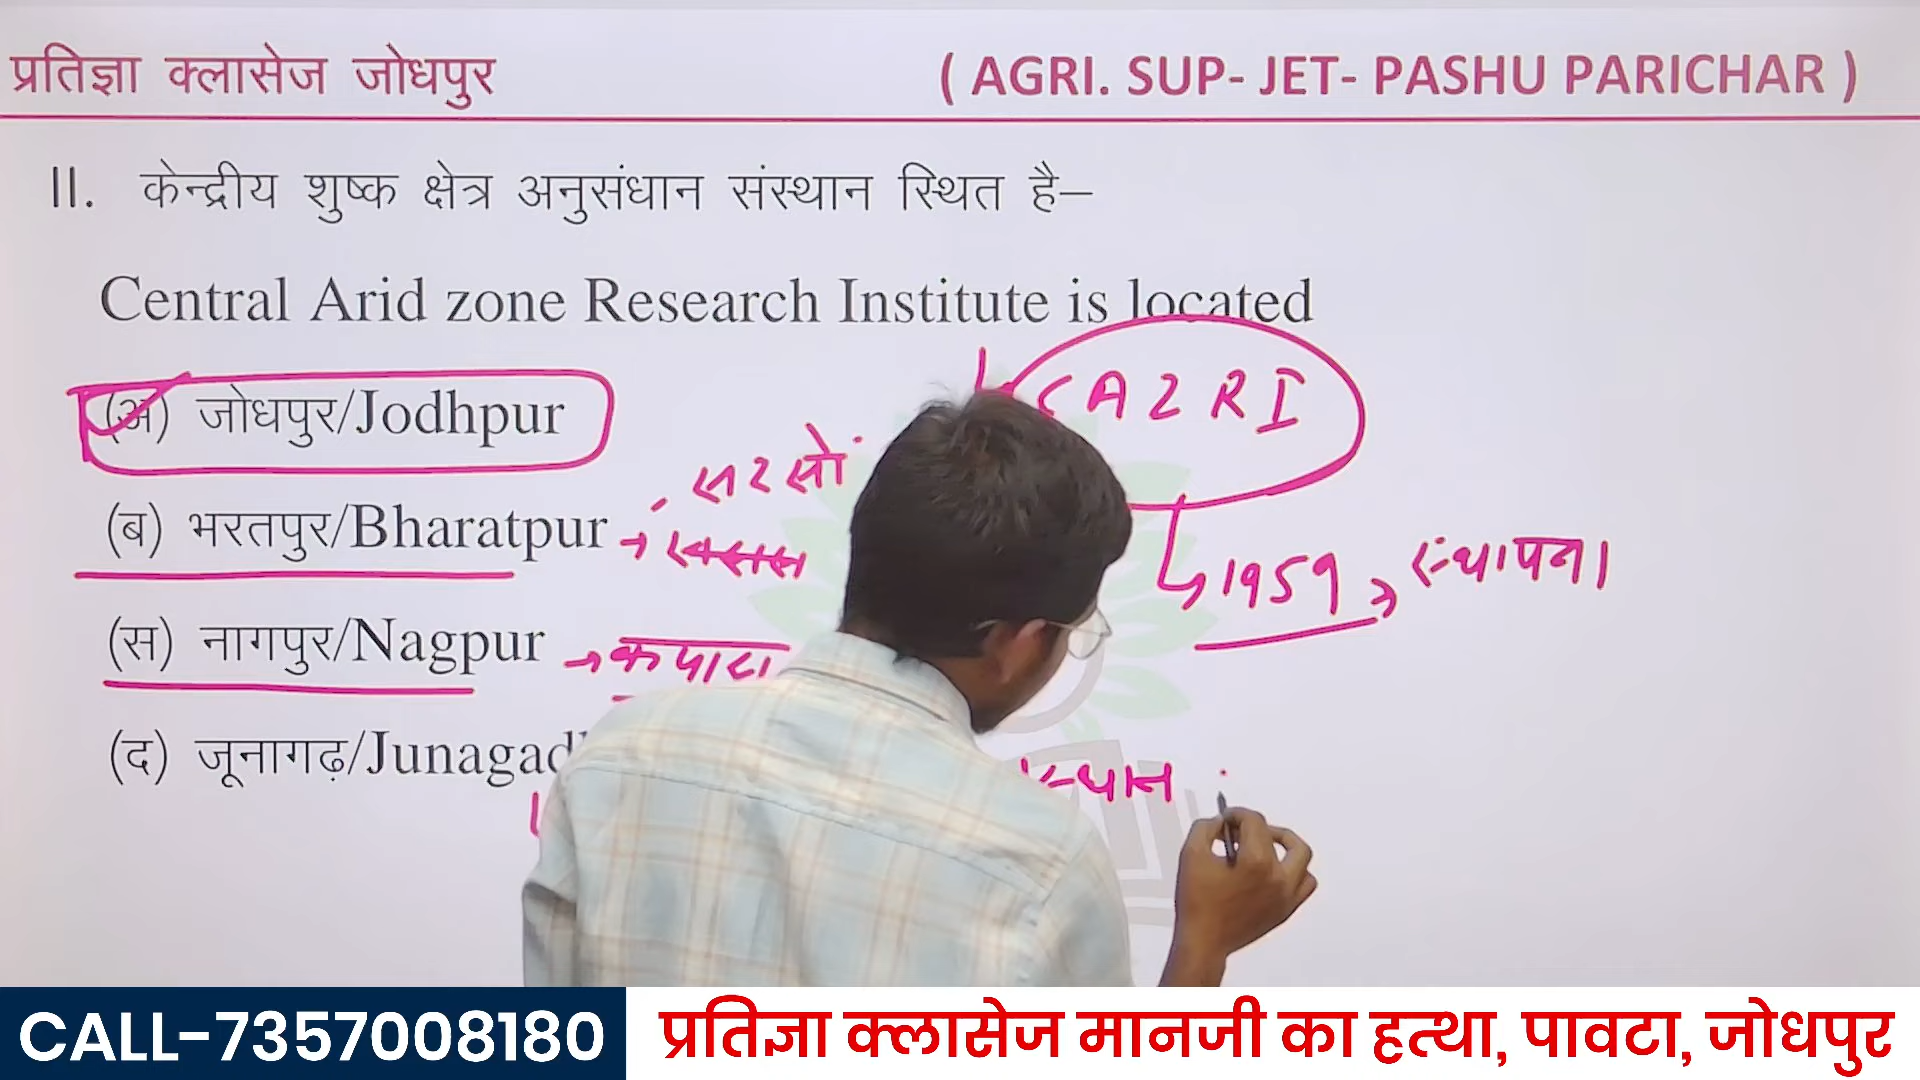 प्रतिज्ञा क्लासेज जोधपुर
( AGRI. SUP- JET- PASHU PARICHAR )
II. केन्द्रीय शुष्क क्षेत्र अनुसंधान संस्थान स्थित है–
Central Arid zone Research Institute is located
CAZRI
(अ) जोधपुर/Jodhpur
सरसों
(ब) भरतपुर/Bharatpur →
1959 → स्थापना
(स) नागपुर/Nagpur → कपास
(द) जूनागढ़/Junagad
CALL-7357008180
प्रतिज्ञा क्लासेज मानजी का हत्था, पावटा, जोधपुर